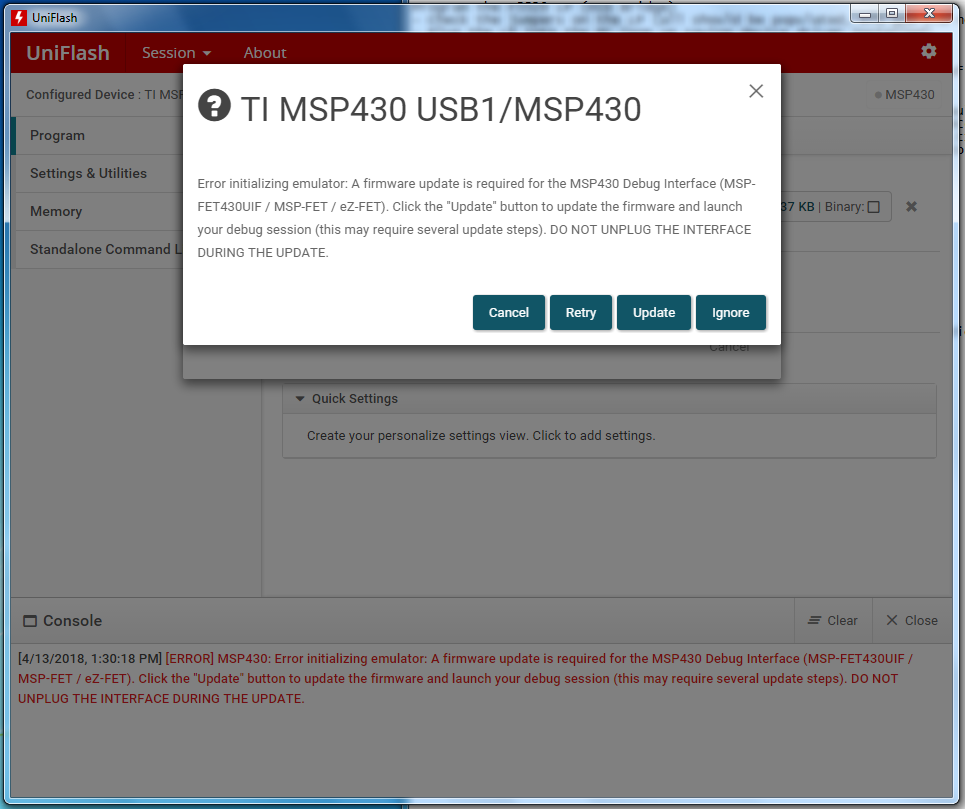 UniFlash
UniFlash Session About
Configured Device : TI MSP
MSP430
Program
Settings & Utilities
Memory
Standalone Command L
37 KB | Binary:
TI MSP430 USB1/MSP430
Error initializing emulator: A firmware update is required for the MSP430 Debug Interface (MSP-
FET430UIF / MSP-FET / eZ-FET). Click the "Update" button to update the firmware and launch
your debug session (this may require several update steps). DO NOT UNPLUG THE INTERFACE
DURING THE UPDATE.
Cancel Retry Update Ignore
Cancel
Quick Settings
Create your personalize settings view. Click to add settings.
Console
Clear Close
[4/13/2018, 1:30:18 PM] [ERROR] MSP430: Error initializing emulator: A firmware update is required for the MSP430 Debug Interface (MSP-FET430UIF /
MSP-FET / eZ-FET). Click the "Update" button to update the firmware and launch your debug session (this may require several update steps). DO NOT
UNPLUG THE INTERFACE DURING THE UPDATE.